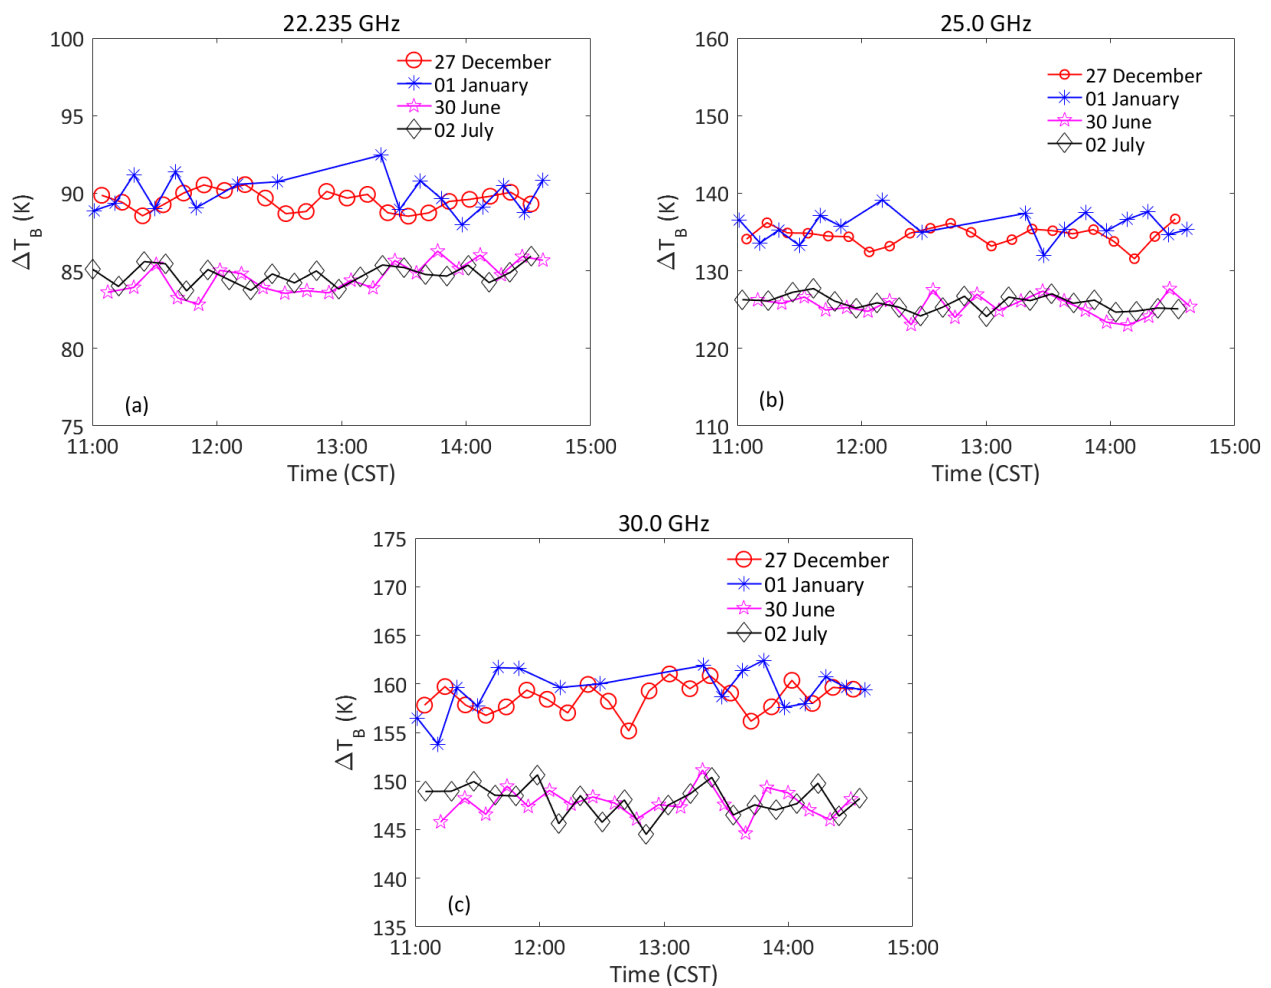 22.235 GHz
100
95
90
85
80
75
ΔT_B (K)
27 December
01 January
30 June
02 July
(a)
11:00 12:00 13:00 14:00 15:00
Time (CST)
25.0 GHz
160
150
140
130
120
110
ΔT_B (K)
27 December
01 January
30 June
02 July
(b)
11:00 12:00 13:00 14:00 15:00
Time (CST)
30.0 GHz
175
170
165
160
155
150
145
140
135
ΔT_B (K)
27 December
01 January
30 June
02 July
(c)
11:00 12:00 13:00 14:00 15:00
Time (CST)